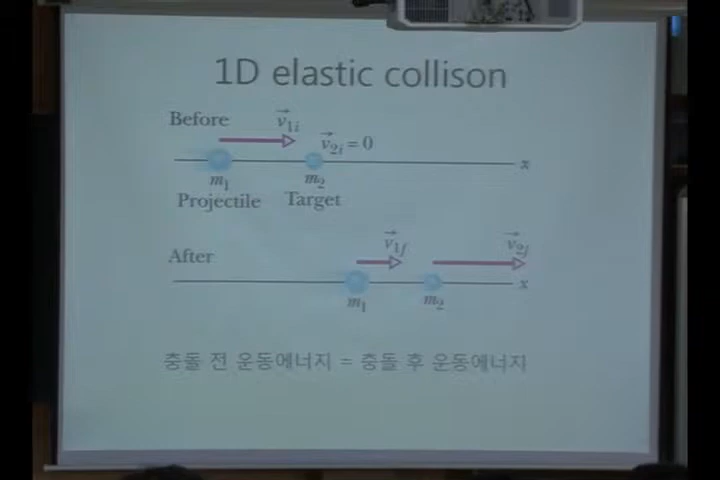 1D elastic collison
Before
v⃗1i
v⃗2i = 0
x
m1
m2
Projectile
Target
After
v⃗1f
v⃗2f
x
m1
m2
충돌 전 운동에너지 = 충돌 후 운동에너지